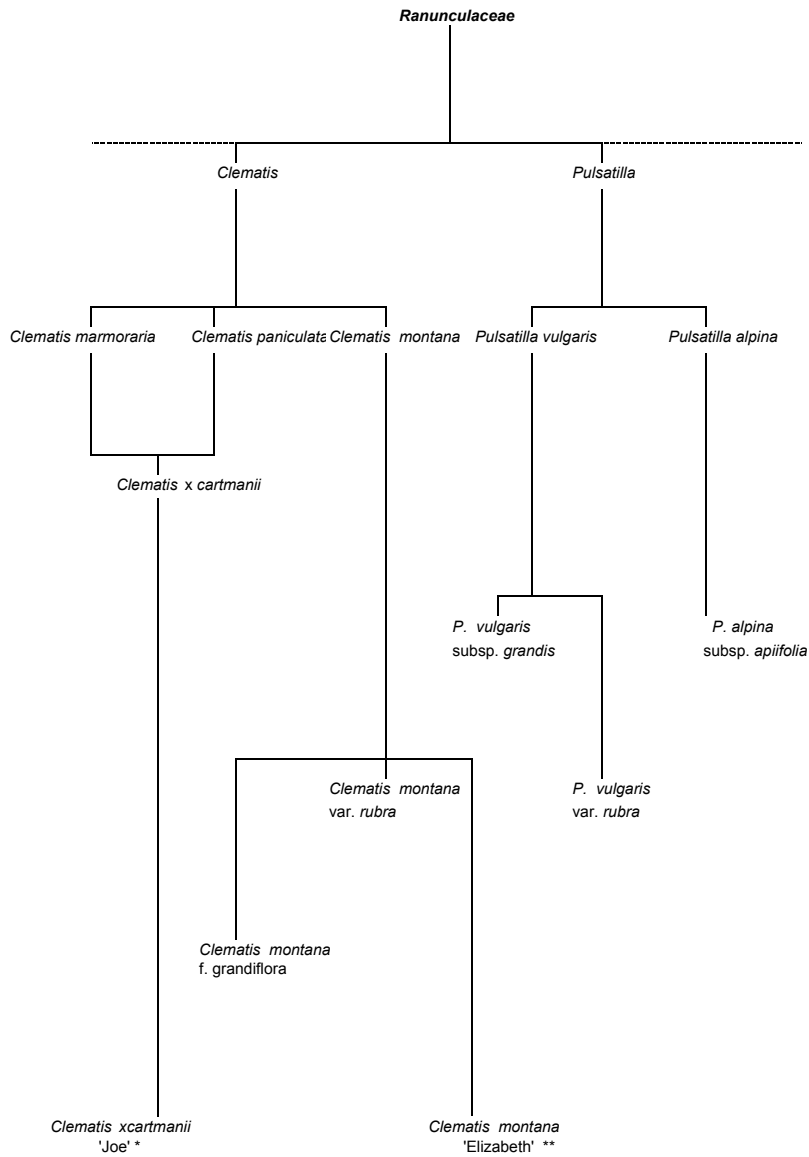 Ranunculaceae
Clematis
Pulsatilla
Clematis marmoraria
Clematis paniculata
Clematis montana
Pulsatilla vulgaris
Pulsatilla alpina
Clematis x cartmanii
P. vulgaris
subsp. grandis
P. alpina
subsp. apiifolia
Clematis montana
var. rubra
P. vulgaris
var. rubra
Clematis montana
f. grandiflora
Clematis xcartmanii
'Joe' *
Clematis montana
'Elizabeth' **